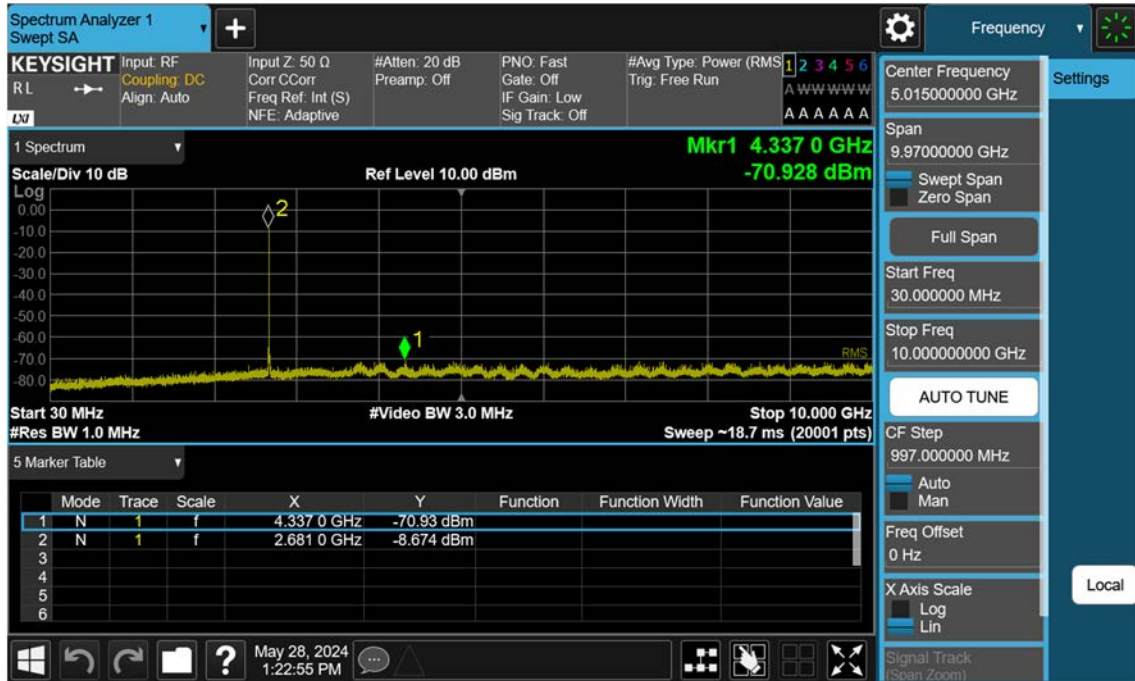 Spectrum Analyzer 1
Swept SA
Frequency
KEYSIGHT
R L
LXI
Input: RF
Coupling: DC
Align: Auto
Input Z: 50 Ω
Corr CCorr
Freq Ref: Int (S)
NFE: Adaptive
#Atten: 20 dB
Preamp: Off
PNO: Fast
Gate: Off
IF Gain: Low
Sig Track: Off
#Avg Type: Power (RMS
Trig: Free Run
1 2 3 4 5 6
A W W W W W
A A A A A A
1 Spectrum
Mkr1 4.337 0 GHz
Scale/Div 10 dB
Ref Level 10.00 dBm
-70.928 dBm
Log
0.00
-10.0
-20.0
-30.0
-40.0
-50.0
-60.0
-70.0
-80.0
2
1
RMS
Start 30 MHz
#Video BW 3.0 MHz
Stop 10.000 GHz
#Res BW 1.0 MHz
Sweep ~18.7 ms (20001 pts)
5 Marker Table
Mode Trace Scale X Y Function Function Width Function Value
1 N 1 f 4.337 0 GHz -70.93 dBm
2 N 1 f 2.681 0 GHz -8.674 dBm
3
4
5
6
?
May 28, 2024
1:22:55 PM
Center Frequency
5.015000000 GHz
Settings
Span
9.97000000 GHz
Swept Span
Zero Span
Full Span
Start Freq
30.000000 MHz
Stop Freq
10.000000000 GHz
AUTO TUNE
CF Step
997.000000 MHz
Auto
Man
Freq Offset
0 Hz
X Axis Scale
Log
Lin
Local
Signal Track
(Span Zoom)